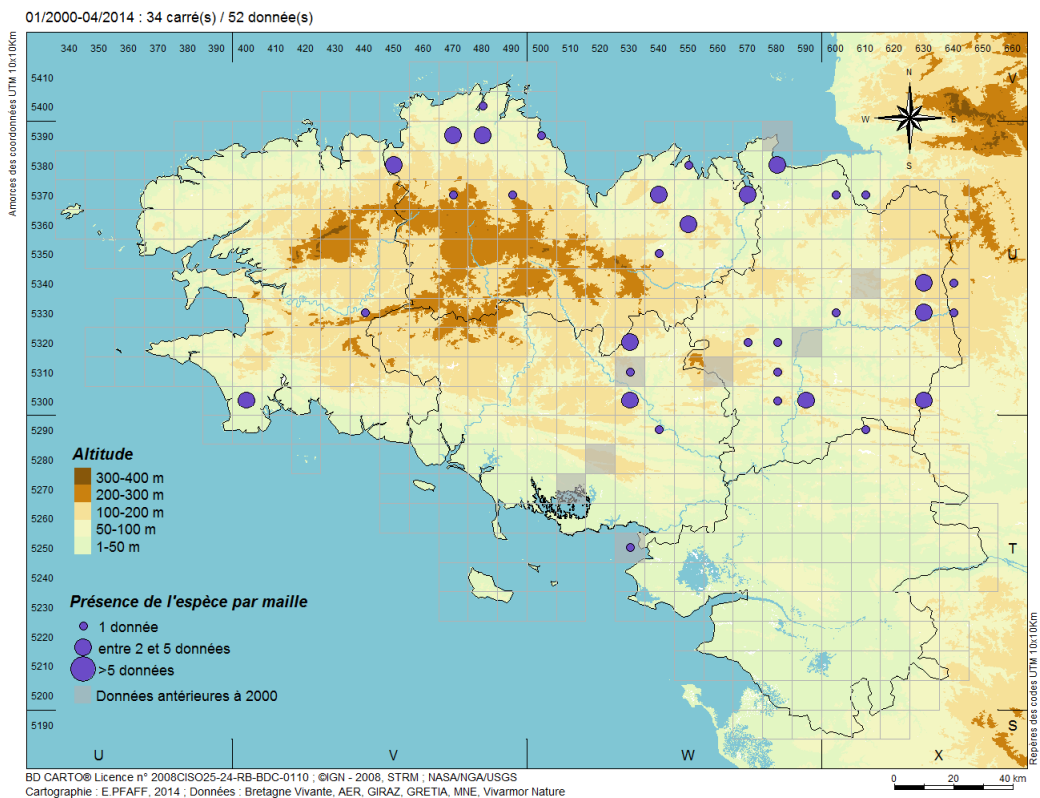 01/2000-04/2014 : 34 carré(s) / 52 donnée(s)
340 350 360 370 380 390 400 410 420 430 440 450 460 470 480 490 500 510 520 530 540 550 560 570 580 590 600 610 620 630 640 650 660
Amorces des coordonnées UTM 10x10Km
5410
5400
5390
5380
5370
5360
5350
5340
5330
5320
5310
5300
5290
5280
5270
5260
5250
5240
5230
5220
5210
5200
5190
N
W
E
S
V
U
T
S
Altitude
300-400 m
200-300 m
100-200 m
50-100 m
1-50 m
Présence de l'espèce par maille
1 donnée
entre 2 et 5 données
>5 données
Données antérieures à 2000
U V W X
Repères des codes UTM 10x10Km
BD CARTO® Licence n° 2008CISO25-24-RB-BDC-0110 ; ©IGN - 2008, STRM ; NASA/NGA/USGS
Cartographie : E.PFAFF, 2014 ; Données : Bretagne Vivante, AER, GIRAZ, GRETIA, MNE, Vivarmor Nature
0 20 40 km